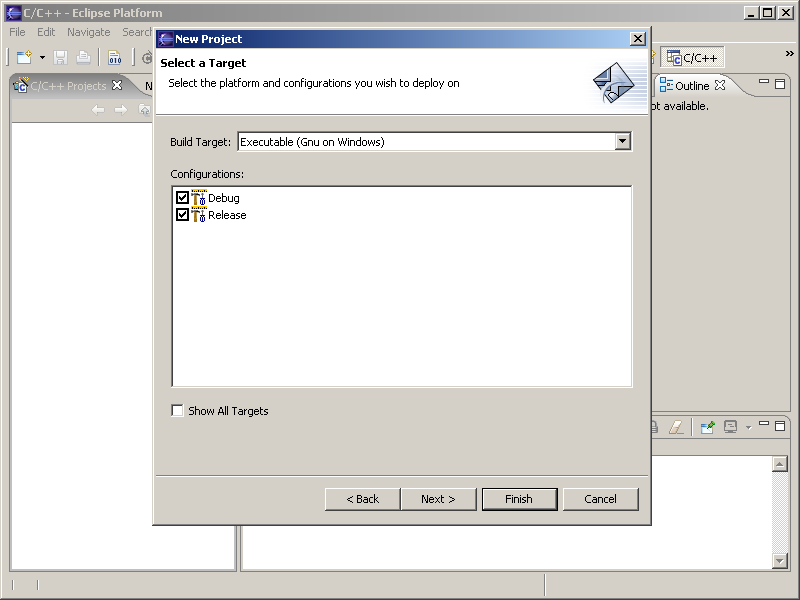 C/C++ - Eclipse Platform
File Edit Navigate Search
010
C/C++
»
C/C++ Projects
N
Outline
ot available.
New Project
Select a Target
Select the platform and configurations you wish to deploy on
Build Target: Executable (Gnu on Windows)
Configurations:
Debug
Release
Show All Targets
< Back Next > Finish Cancel